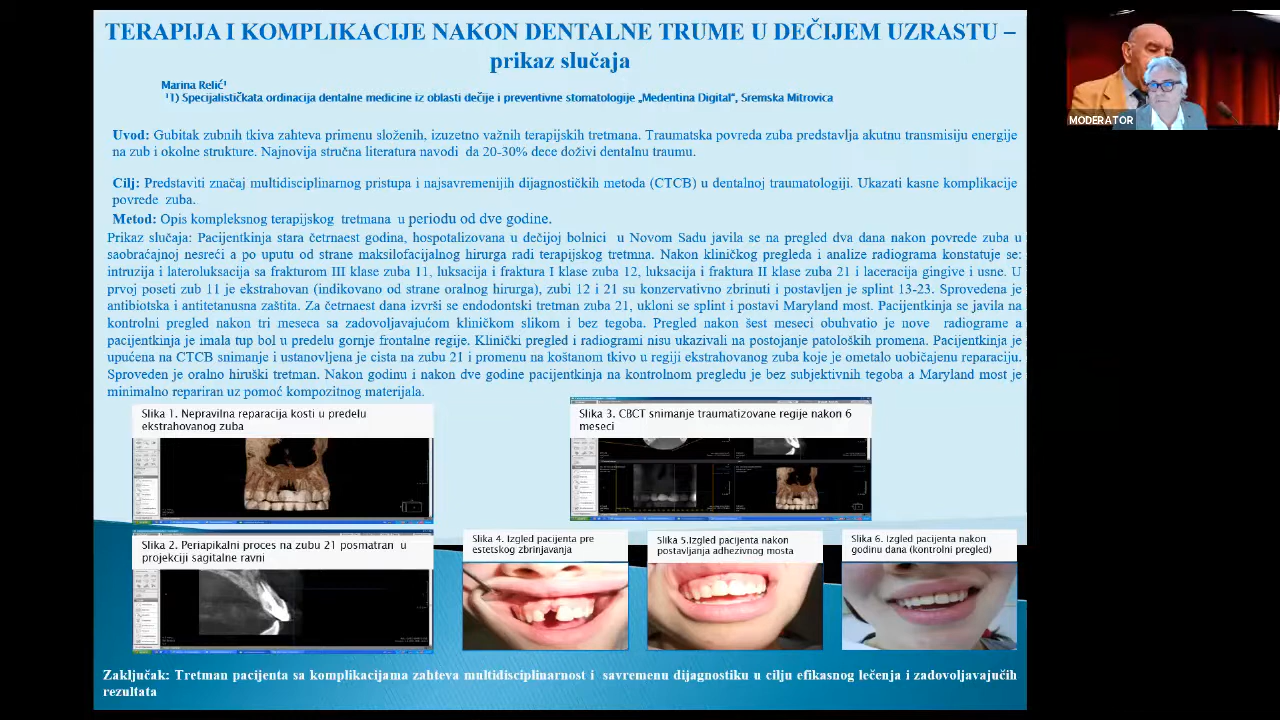 TERAPIJA I KOMPLIKACIJE NAKON DENTALNE TRUME U DEČIJEM UZRASTU –
prikaz slučaja
Marina Relić¹
¹1) Specijalističkata ordinacija dentalne medicine iz oblasti dečije i preventivne stomatologije „Medentina Digital“, Sremska Mitrovica
Uvod: Gubitak zubnih tkiva zahteva primenu složenih, izuzetno važnih terapijskih tretmana. Traumatska povreda zuba predstavlja akutnu transmisiju energije
na zub i okolne strukture. Najnovija stručna literatura navodi da 20-30% dece doživi dentalnu traumu.
Cilj: Predstaviti značaj multidisciplinarnog pristupa i najsavremenijih dijagnostičkih metoda (CTCB) u dentalnoj traumatologiji. Ukazati kasne komplikacije
povrede zuba.
Metod: Opis kompleksnog terapijskog tretmana u periodu od dve godine.
Prikaz slučaja: Pacijentkinja stara četrnaest godina, hospotalizovana u dečijoj bolnici u Novom Sadu javila se na pregled dva dana nakon povrede zuba u
saobraćajnoj nesreći a po uputu od strane maksilofacijalnog hirurga radi terapijskog tretmna. Nakon kliničkog pregleda i analize radiograma konstatuje se:
intruzija i lateroluksacija sa frakturom III klase zuba 11, luksacija i fraktura I klase zuba 12, luksacija i fraktura II klase zuba 21 i laceracija gingive i usne. U
prvoj poseti zub 11 je ekstrahovan (indikovano od strane oralnog hirurga), zubi 12 i 21 su konzervativno zbrinuti i postavljen je splint 13-23. Sprovedena je
antibiotska i antitetanusna zaštita. Za četrnaest dana izvrši se endodontski tretman zuba 21, ukloni se splint i postavi Maryland most. Pacijentkinja se javila na
kontrolni pregled nakon tri meseca sa zadovoljavajućom kliničkom slikom i bez tegoba. Pregled nakon šest meseci obuhvatio je nove radiograme a
pacijentkinja je imala tup bol u predelu gornje frontalne regije. Klinički pregled i radiogrami nisu ukazivali na postojanje patoloških promena. Pacijentkinja je
upućena na CTCB snimanje i ustanovljena je cista na zubu 21 i promenu na koštanom tkivo u regiji ekstrahovanog zuba koje je ometalo uobičajenu reparaciju.
Sproveden je oralno hiruški tretman. Nakon godinu i nakon dve godine pacijentkinja na kontrolnom pregledu je bez subjektivnih tegoba a Maryland most je
minimalno repariran uz pomoć kompozitnog materijala.
Slika 1. Nepravilna reparacija kosti u predelu
ekstrahovanog zuba
Slika 3. CBCT snimanje traumatizovane regije nakon 6
meseci
Slika 2. Periapikalni proces na zubu 21 posmatran u
projekciji sagitalne ravni
Slika 4. Izgled pacijenta pre
estetskog zbrinjavanja
Slika 5.Izgled pacijenta nakon
postavljanja adhezivnog mosta
Slika 6. Izgled pacijenta nakon
godinu dana (kontrolni pregled)
Zaključak: Tretman pacijenta sa komplikacijama zahteva multidisciplinarnost i savremenu dijagnostiku u cilju efikasnog lečenja i zadovoljavajučih
rezultata
MODERATOR